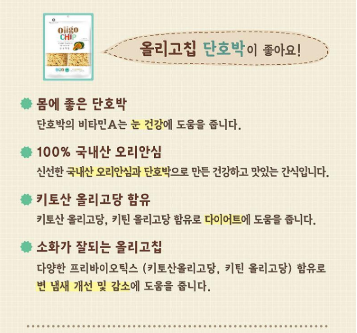 Oligo
CHIP
올리고칩 단호박이 좋아요!
몸에 좋은 단호박
단호박의 비타민A는 눈 건강에 도움을 줍니다.
100% 국내산 오리안심
신선한 국내산 오리안심과 단호박으로 만든 건강하고 맛있는 간식입니다.
키토산 올리고당 함유
키토산 올리고당, 키틴 올리고당 함유로 다이어트에 도움을 줍니다.
소화가 잘되는 올리고칩
다양한 프리바이오틱스 (키토산올리고당, 키틴 올리고당) 함유로
변 냄새 개선 및 감소에 도움을 줍니다.